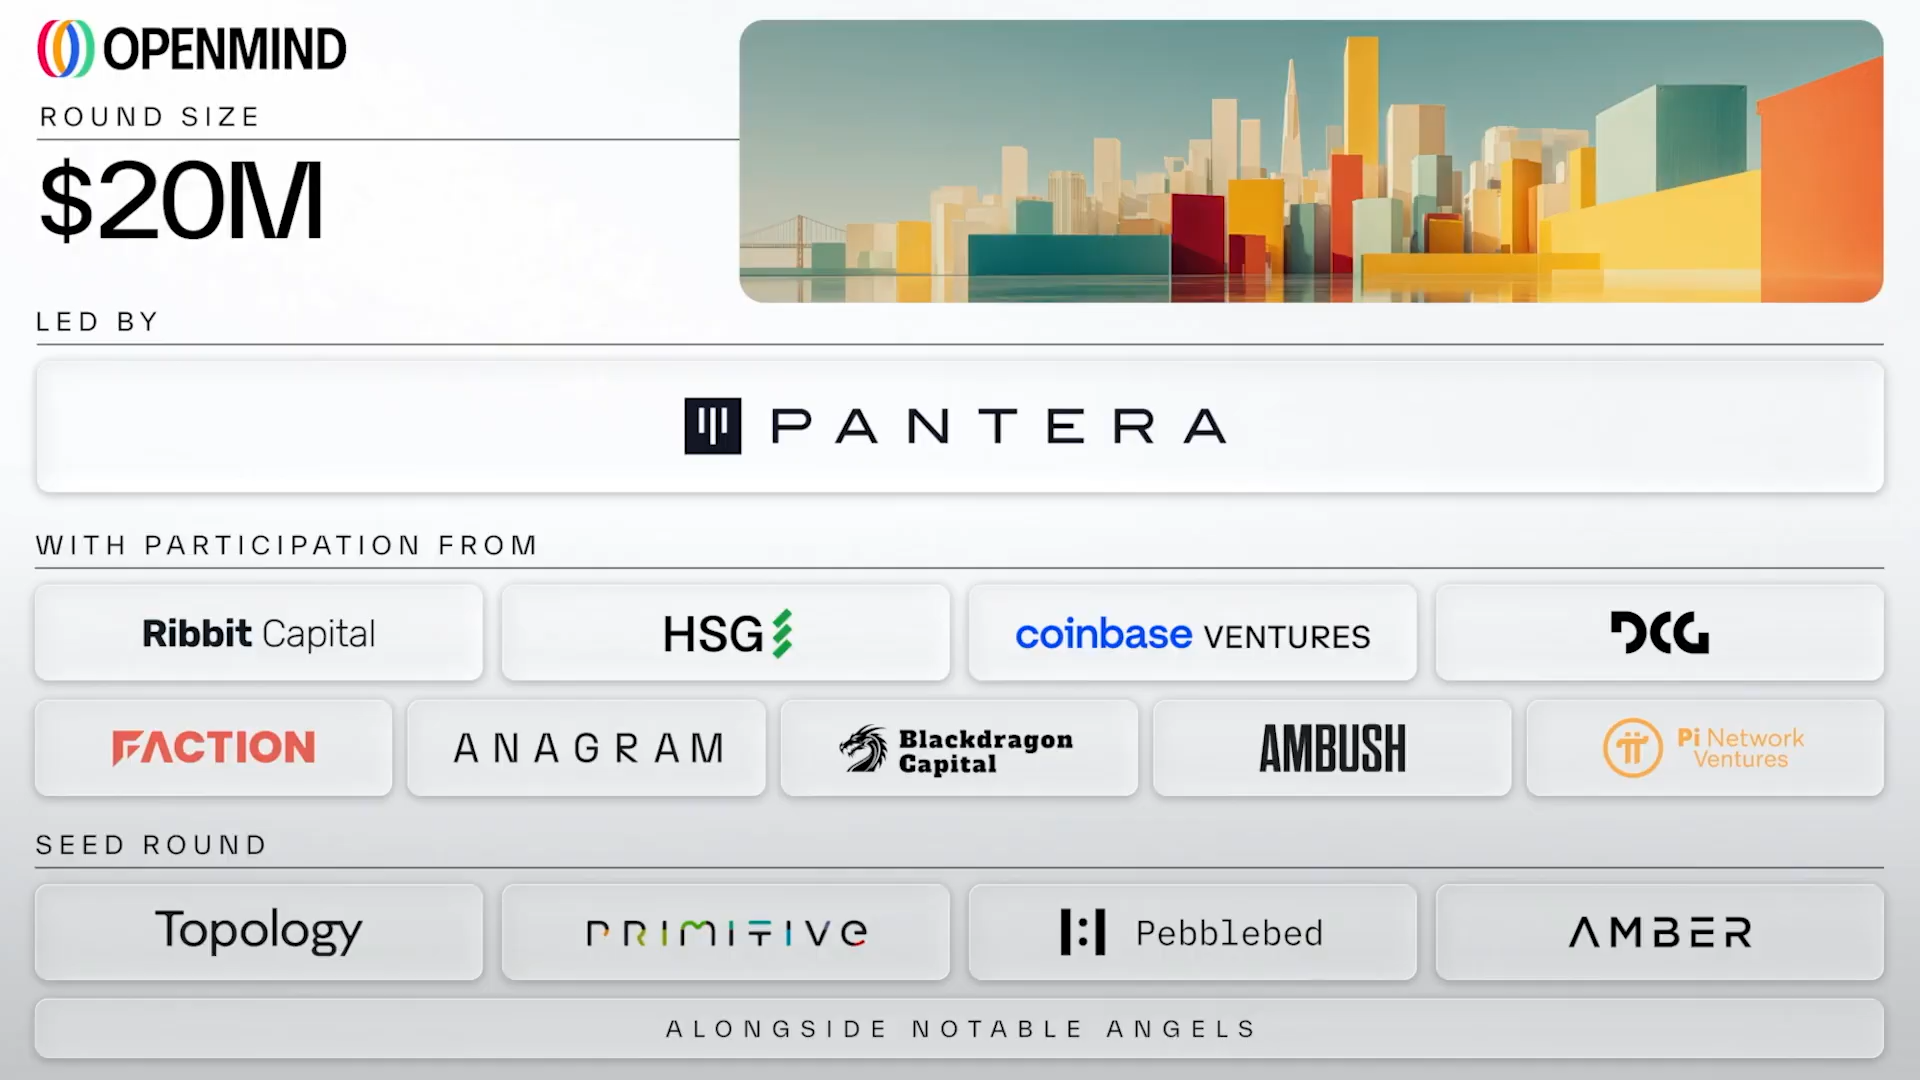 OPENMIND
ROUND SIZE
$20M
LED BY
PANTERA
WITH PARTICIPATION FROM
Ribbit Capital
HSG
coinbase VENTURES
DCG
FACTION
ANAGRAM
Blackdragon
Capital
AMBUSH
Pi Network
Ventures
SEED ROUND
Topology
PRIMITIVE
Pebblebed
AMBER
ALONGSIDE NOTABLE ANGELS